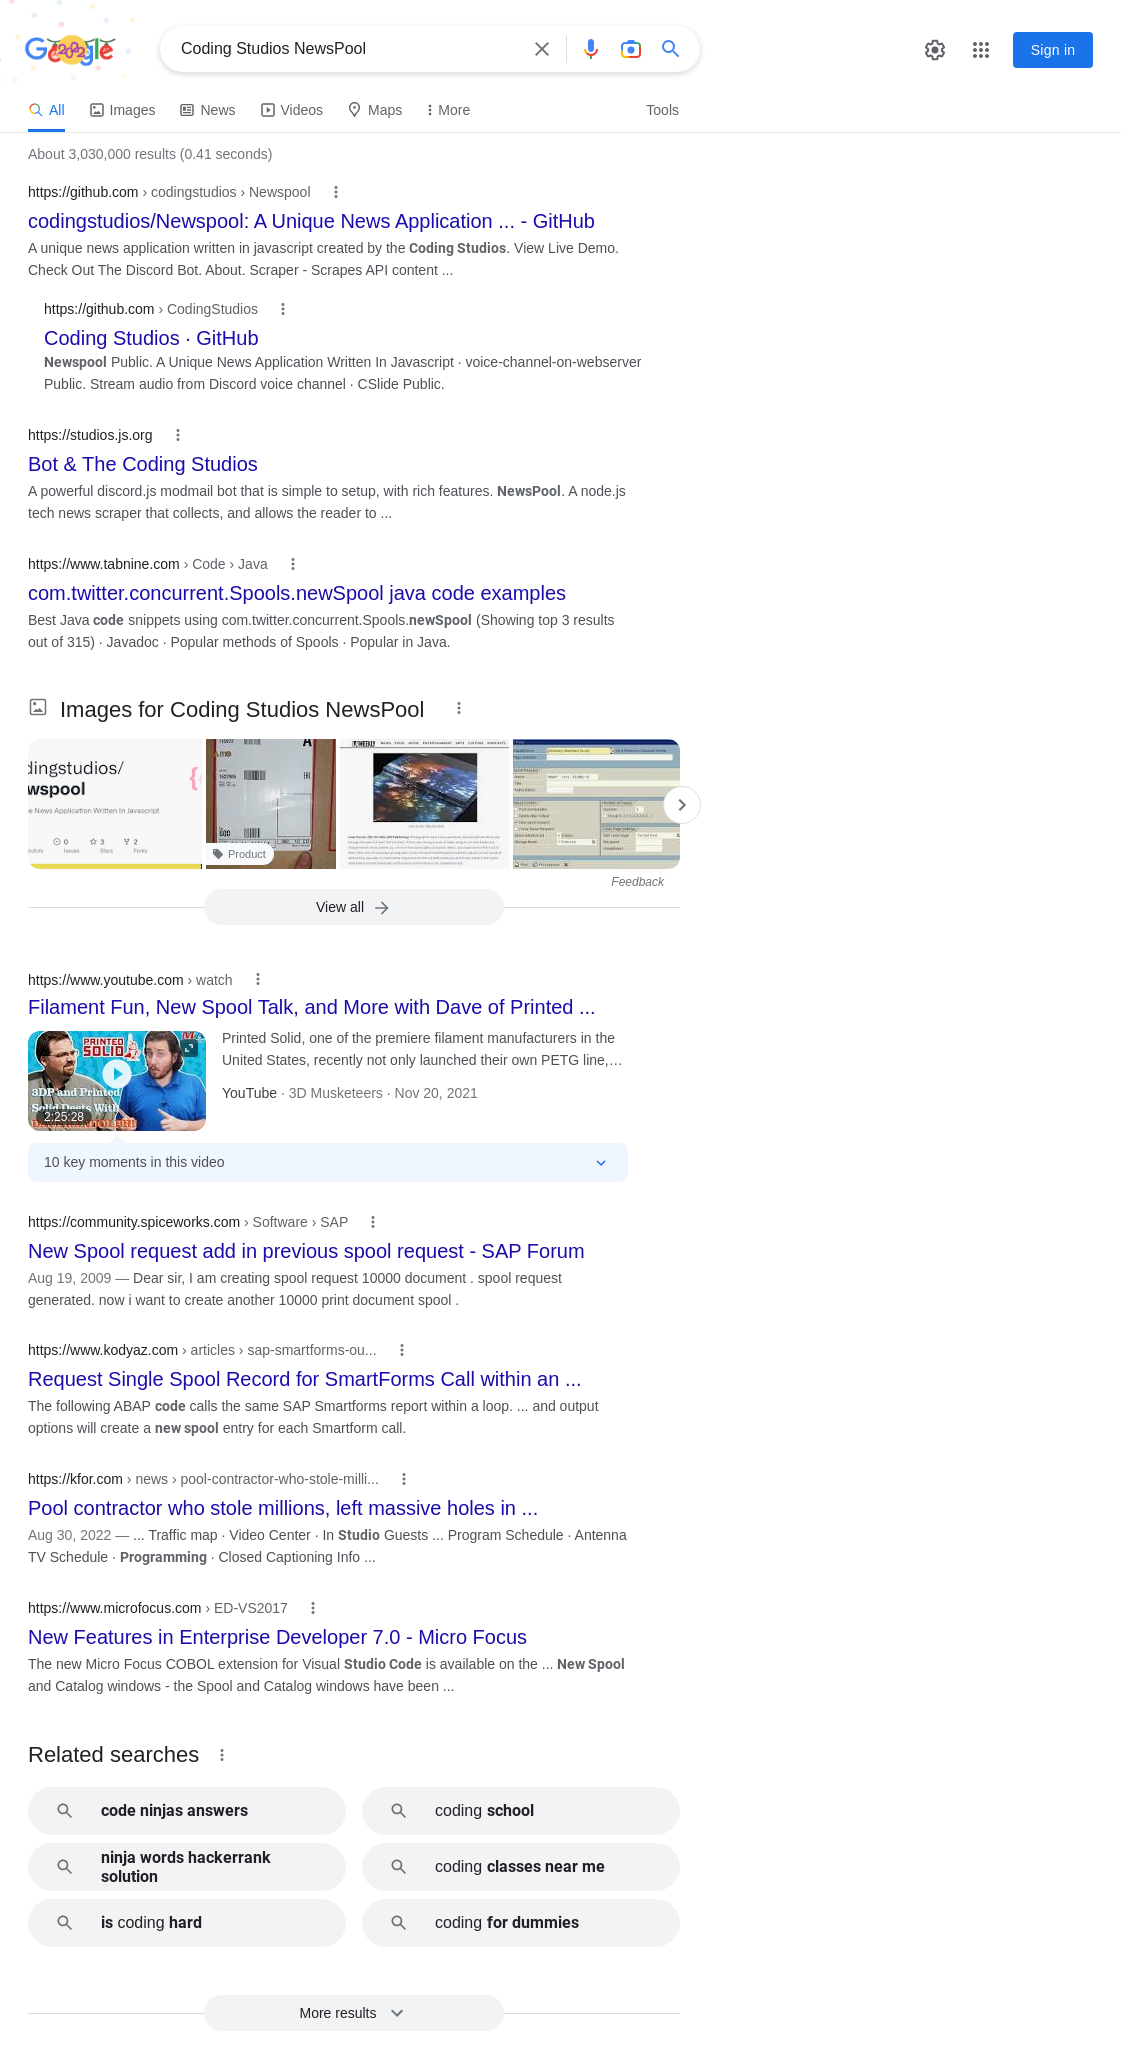 Google
Coding Studios NewsPool
Sign in
All
Images
News
Videos
Maps
More
Tools
About 3,030,000 results (0.41 seconds)
https://github.com › codingstudios › Newspool
codingstudios/Newspool: A Unique News Application ... - GitHub
A unique news application written in javascript created by the Coding Studios. View Live Demo.
Check Out The Discord Bot. About. Scraper - Scrapes API content ...
https://github.com › CodingStudios
Coding Studios · GitHub
Newspool Public. A Unique News Application Written In Javascript · voice-channel-on-webserver
Public. Stream audio from Discord voice channel · CSlide Public.
https://studios.js.org
Bot & The Coding Studios
A powerful discord.js modmail bot that is simple to setup, with rich features. NewsPool. A node.js
tech news scraper that collects, and allows the reader to ...
https://www.tabnine.com › Code › Java
com.twitter.concurrent.Spools.newSpool java code examples
Best Java code snippets using com.twitter.concurrent.Spools.newSpool (Showing top 3 results
out of 315) · Javadoc · Popular methods of Spools · Popular in Java.
Images for Coding Studios NewsPool
dingstudios/
wspool
e News Application Written In Javascript
Issues
Stars
Forks
Product
Feedback
View all
https://www.youtube.com › watch
Filament Fun, New Spool Talk, and More with Dave of Printed ...
PRINTED
SOLID
3DP and Printed
Solid Deets With
2:25:28
Printed Solid, one of the premiere filament manufacturers in the
United States, recently not only launched their own PETG line,…
YouTube · 3D Musketeers · Nov 20, 2021
10 key moments in this video
https://community.spiceworks.com › Software › SAP
New Spool request add in previous spool request - SAP Forum
Aug 19, 2009 — Dear sir, I am creating spool request 10000 document . spool request
generated. now i want to create another 10000 print document spool .
https://www.kodyaz.com › articles › sap-smartforms-ou...
Request Single Spool Record for SmartForms Call within an ...
The following ABAP code calls the same SAP Smartforms report within a loop. ... and output
options will create a new spool entry for each Smartform call.
https://kfor.com › news › pool-contractor-who-stole-milli...
Pool contractor who stole millions, left massive holes in ...
Aug 30, 2022 — ... Traffic map · Video Center · In Studio Guests ... Program Schedule · Antenna
TV Schedule · Programming · Closed Captioning Info ...
https://www.microfocus.com › ED-VS2017
New Features in Enterprise Developer 7.0 - Micro Focus
The new Micro Focus COBOL extension for Visual Studio Code is available on the ... New Spool
and Catalog windows - the Spool and Catalog windows have been ...
Related searches
code ninjas answers
coding school
ninja words hackerrank
solution
coding classes near me
is coding hard
coding for dummies
More results